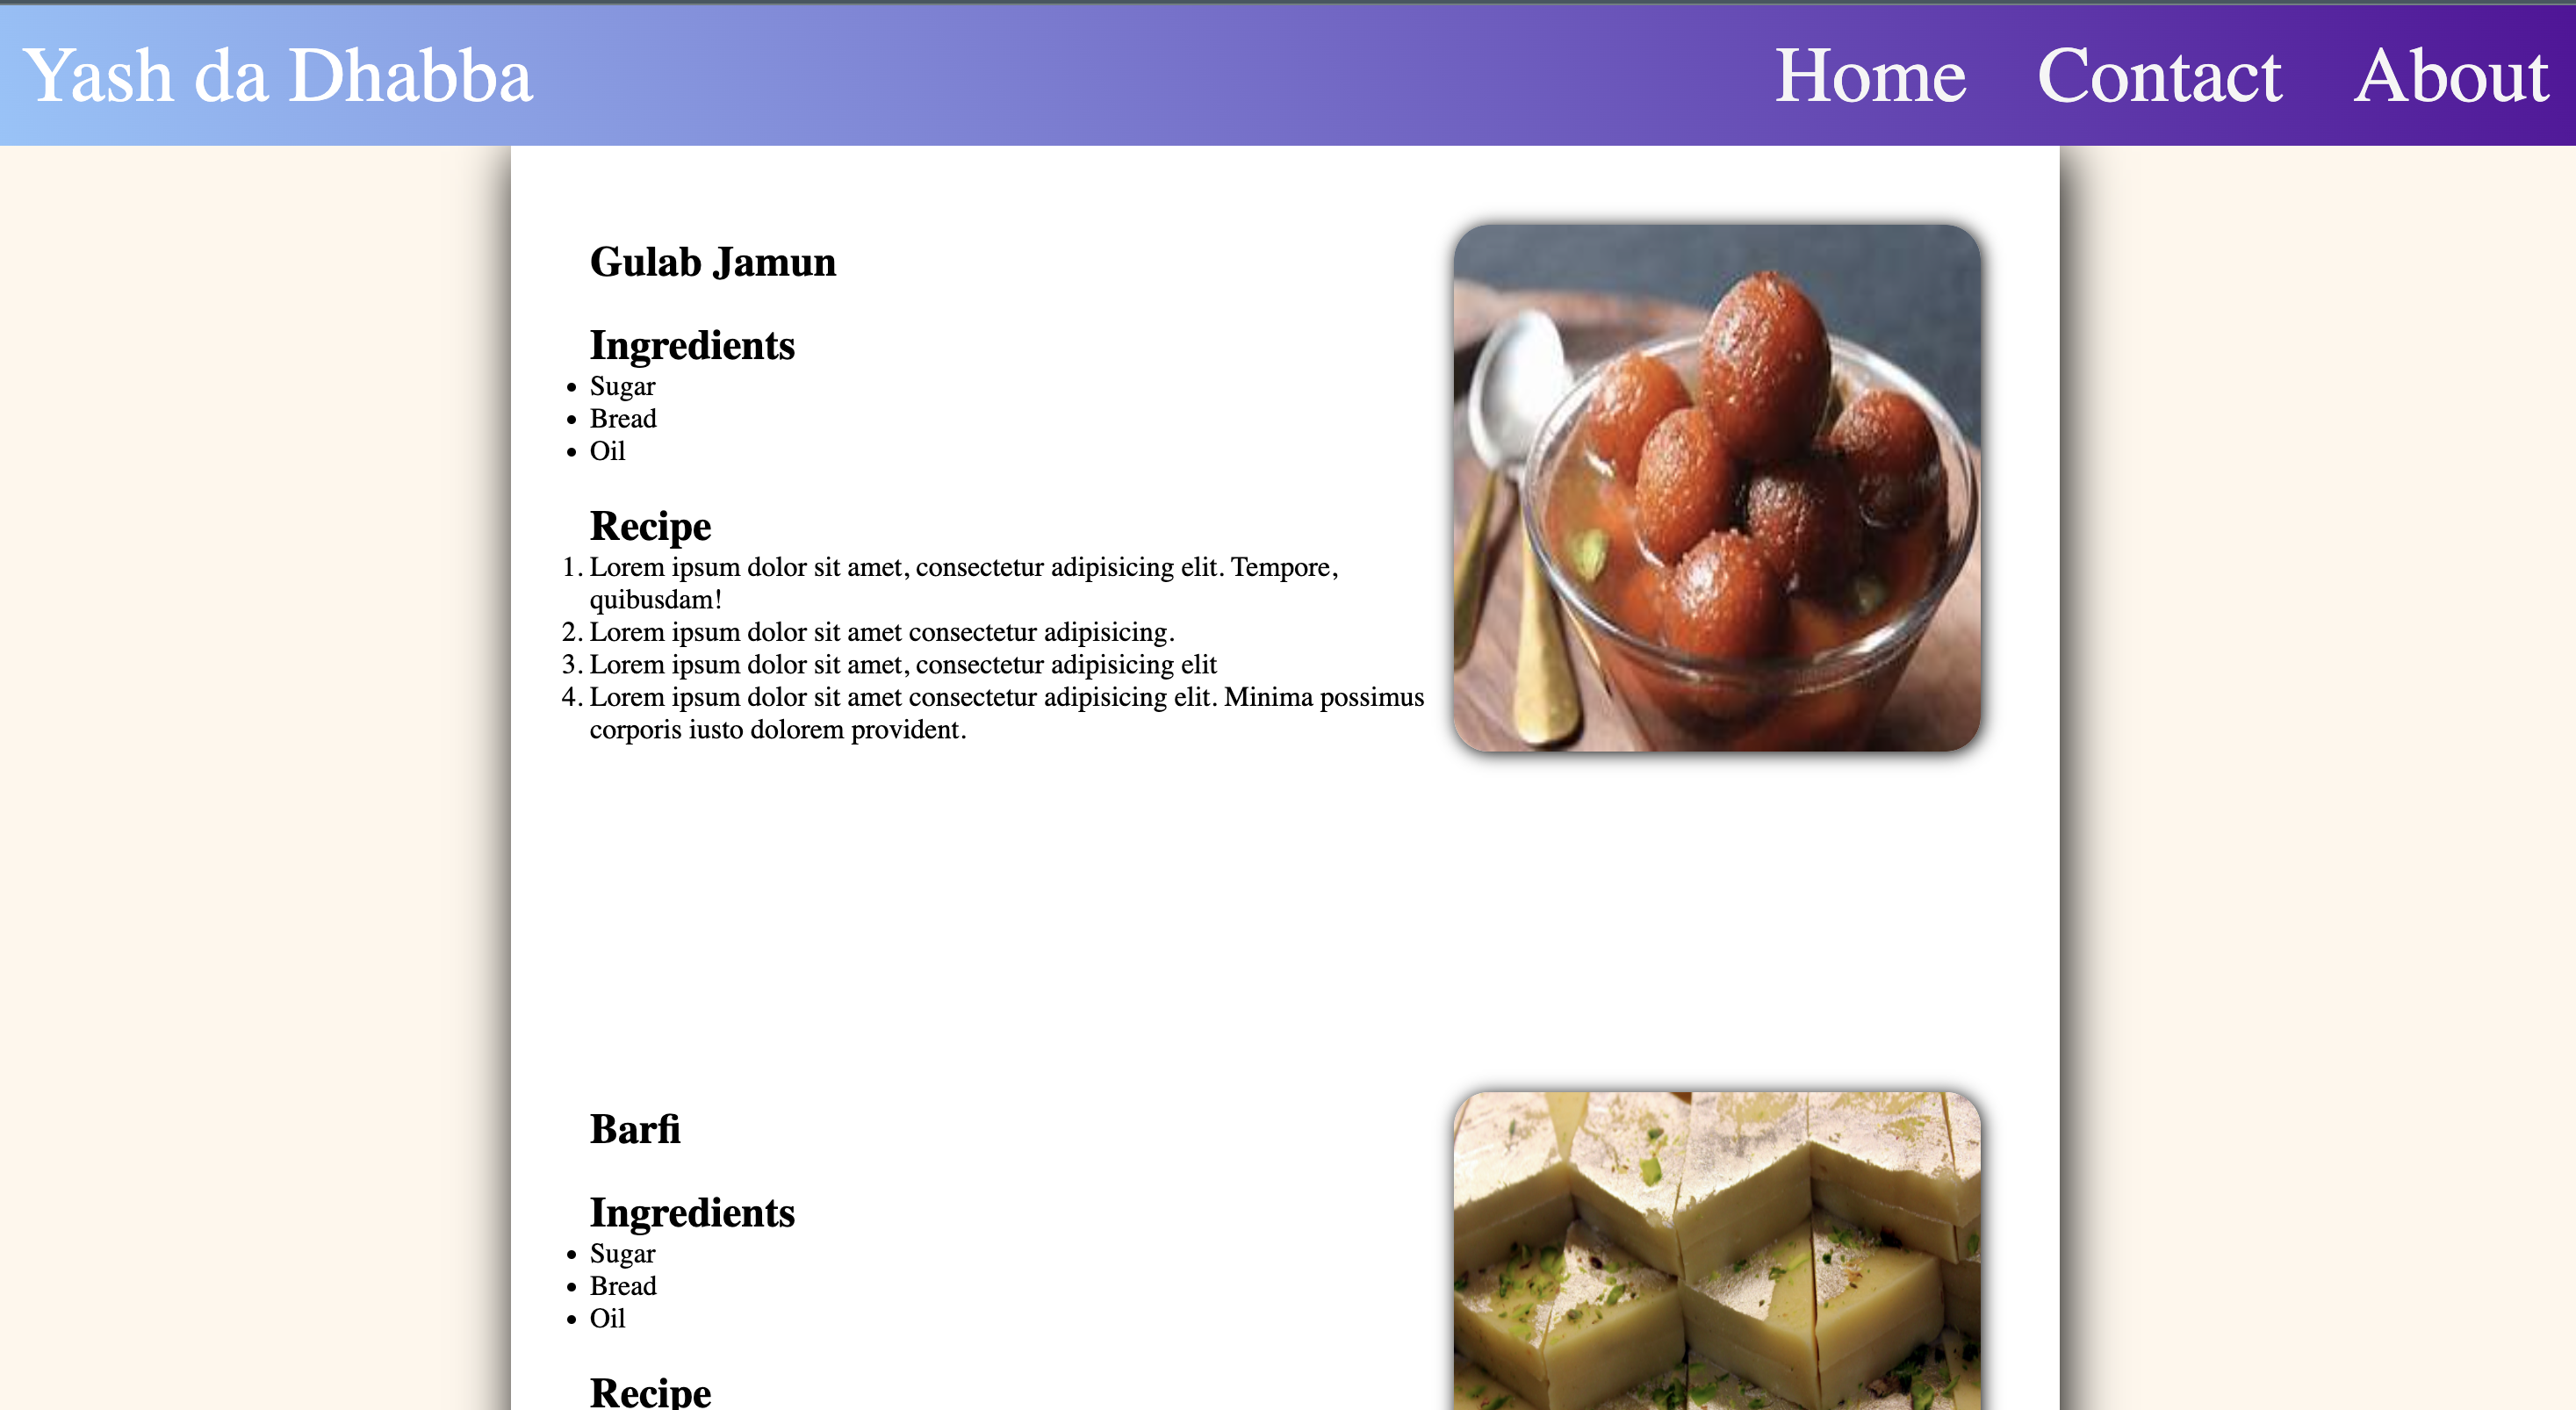 Yash da Dhabba
Home Contact About
Gulab Jamun
Ingredients
• Sugar
• Bread
• Oil
Recipe
1. Lorem ipsum dolor sit amet, consectetur adipisicing elit. Tempore,
quibusdam!
2. Lorem ipsum dolor sit amet consectetur adipisicing.
3. Lorem ipsum dolor sit amet, consectetur adipisicing elit
4. Lorem ipsum dolor sit amet consectetur adipisicing elit. Minima possimus
corporis iusto dolorem provident.
Barfi
Ingredients
• Sugar
• Bread
• Oil
Recipe